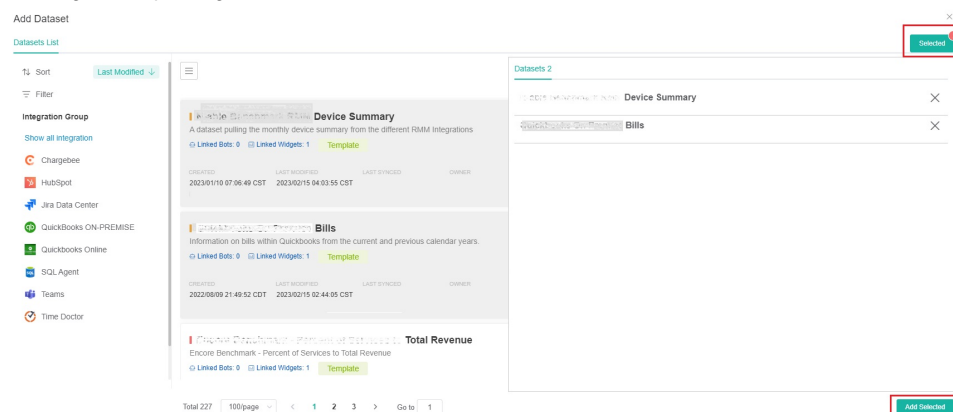 Add Dataset
Datasets List
Selected
Sort
Last Modified ↓
Filter
Integration Group
Show all integration
Chargebee
HubSpot
Jira Data Center
QuickBooks ON-PREMISE
Quickbooks Online
SQL Agent
Teams
Time Doctor
Device Summary
A dataset pulling the monthly device summary from the different RMM Integrations
Linked Bots: 0 Linked Widgets: 1 Template
CREATED LAST MODIFIED LAST SYNCED OWNER
2023/01/10 07:06:49 CST 2023/02/15 04:03:55 CST
Bills
Information on bills within Quickbooks from the current and previous calendar years.
Linked Bots: 0 Linked Widgets: 1 Template
CREATED LAST MODIFIED LAST SYNCED OWNER
2022/08/09 21:49:52 CDT 2023/02/15 02:44:05 CST
Total Revenue
Encore Benchmark - Percent of Services to Total Revenue
Linked Bots: 0 Linked Widgets: 1 Template
Total 227 100/page < 1 2 3 > Go to 1
Datasets 2
Device Summary
Bills
Add Selected